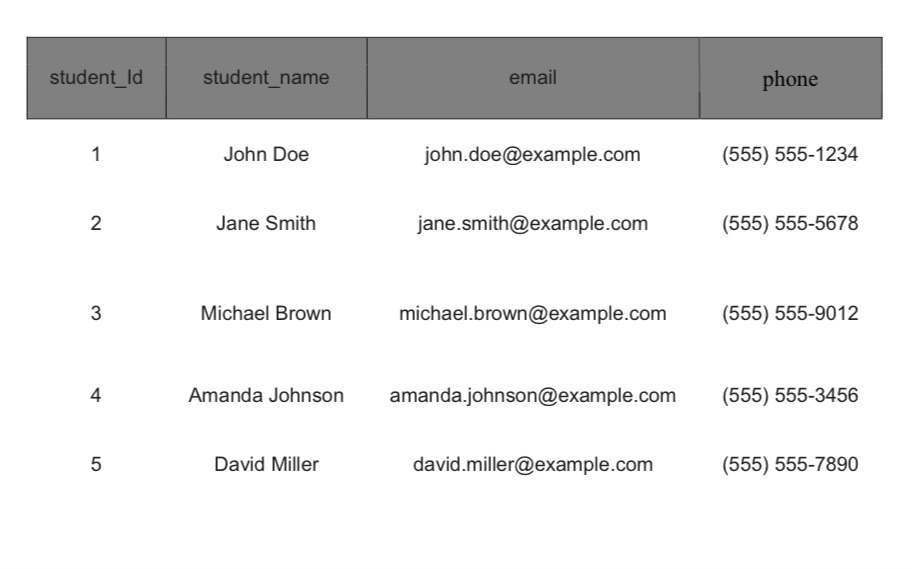 student_Id student_name email phone
1 John Doe john.doe@example.com (555) 555-1234
2 Jane Smith jane.smith@example.com (555) 555-5678
3 Michael Brown michael.brown@example.com (555) 555-9012
4 Amanda Johnson amanda.johnson@example.com (555) 555-3456
5 David Miller david.miller@example.com (555) 555-7890